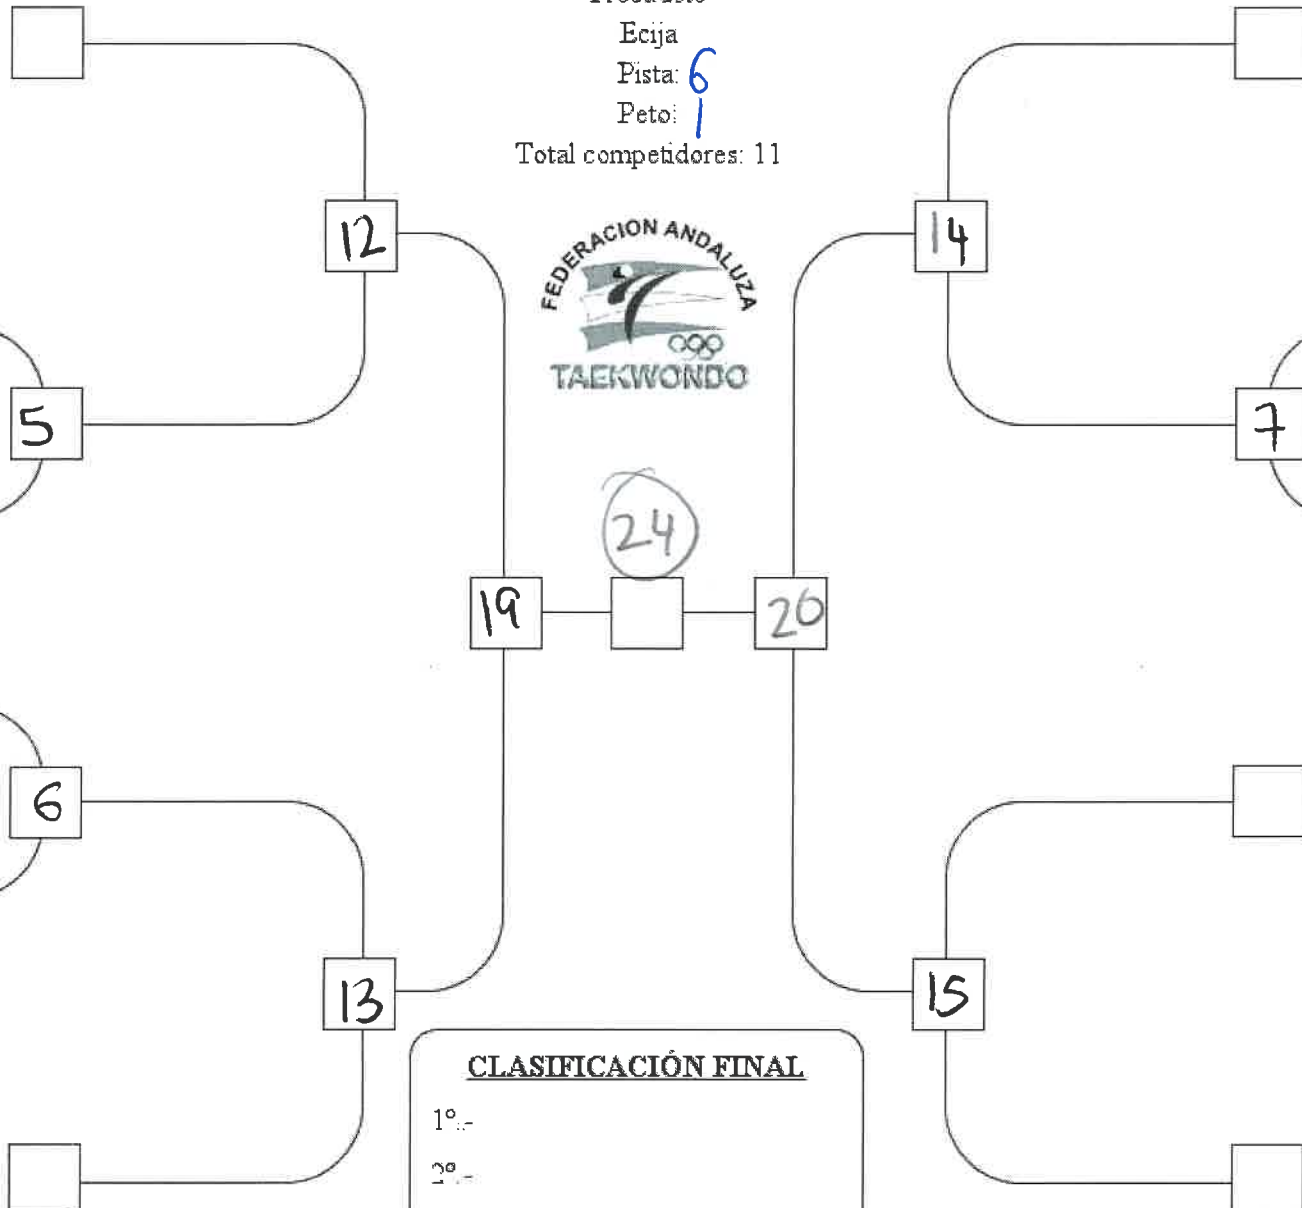 Ecija
Pista: 6
Peto: 1
Total competidores: 11
12
14
FEDERACION ANDALUZA
TAEKWONDO
5
7
24
19
20
6
13
15
CLASIFICACIÓN FINAL
1º.-
2º.-